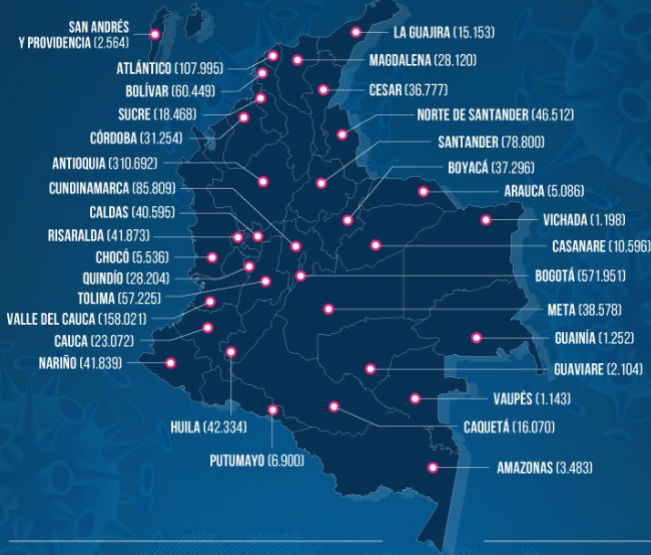 SAN ANDRÉS
Y PROVIDENCIA (2.564)
ATLÁNTICO (107.995)
BOLÍVAR (60.449)
SUCRE (18.468)
CÓRDOBA (31.254)
ANTIOQUIA (310.692)
CUNDINAMARCA (85.809)
CALDAS (40.595)
RISARALDA (41.873)
CHOCÓ (5.536)
QUINDÍO (28.204)
TOLIMA (57.225)
VALLE DEL CAUCA (158.021)
CAUCA (23.072)
NARIÑO (41.839)
HUILA (42.334)
PUTUMAYO (6.900)
LA GUAJIRA (15.153)
MAGDALENA (28.120)
CESAR (36.777)
NORTE DE SANTANDER (46.512)
SANTANDER (78.800)
BOYACÁ (37.296)
ARAUCA (5.086)
VICHADA (1.198)
CASANARE (10.596)
BOGOTÁ (571.951)
META (38.578)
GUAINÍA (1.252)
GUAVIARE (2.104)
VAUPÉS (1.143)
CAQUETÁ (16.070)
AMAZONAS (3.483)